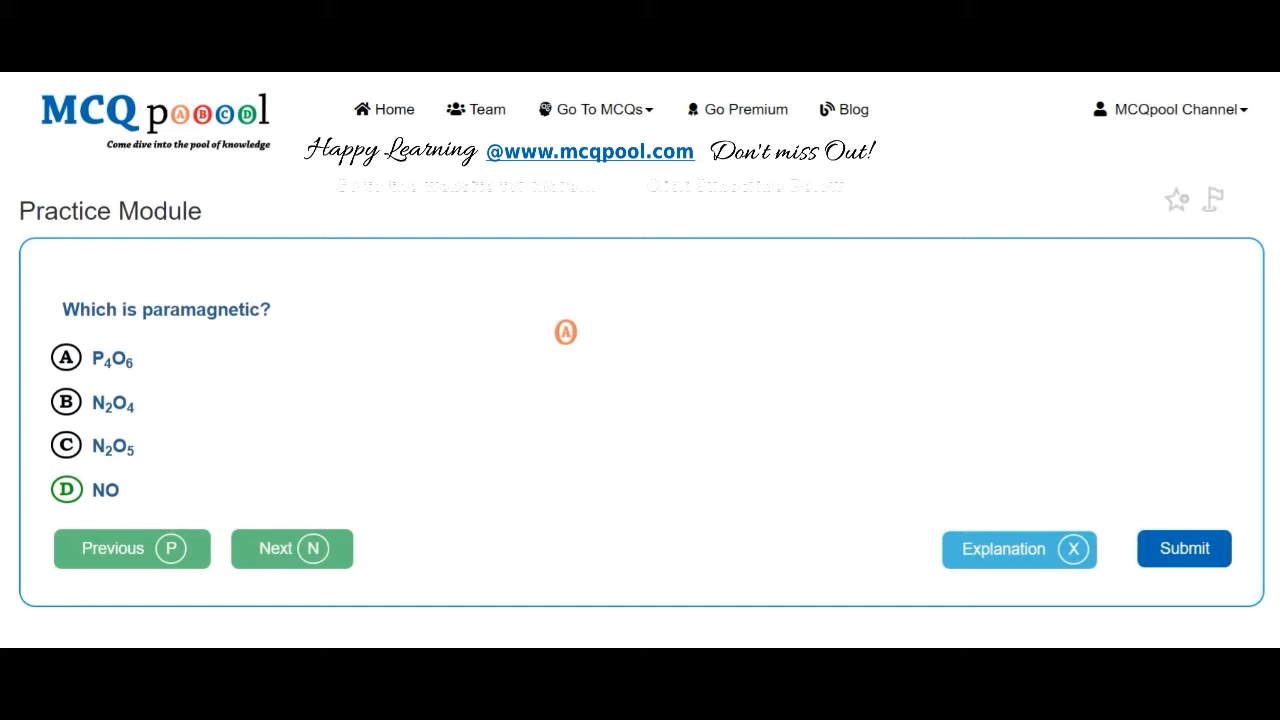 MCQ poool
Come dive into the pool of knowledge
Home Team Go To MCQs Go Premium Blog MCQpool Channel
Happy Learning @www.mcqpool.com Don't miss Out!
Practice Module
Which is paramagnetic?
A
A P₄O₆
B N₂O₄
C N₂O₅
D NO
Previous P Next N Explanation X Submit